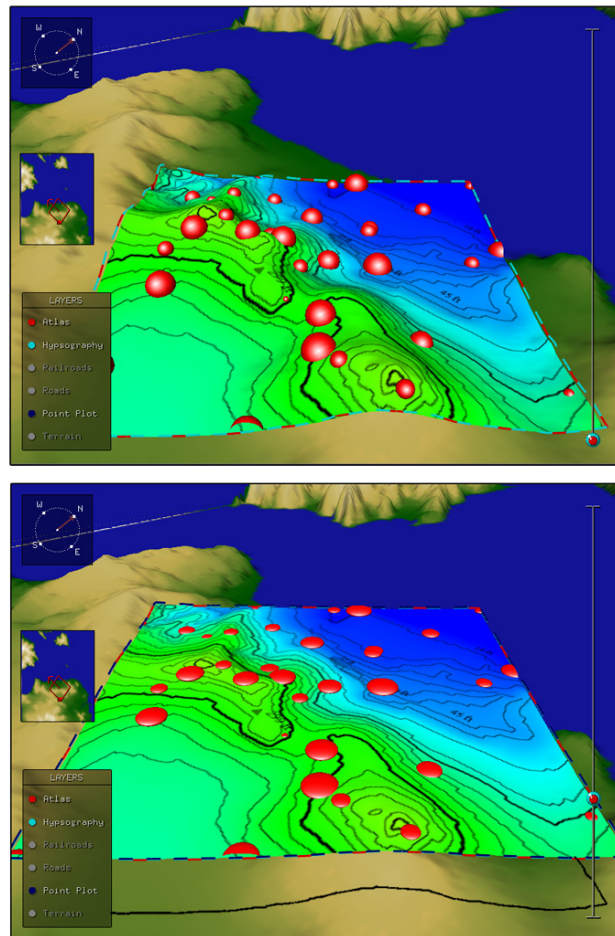 W
N
S
E
45 ft
LAYERS
Atlas
Hypsography
Railroads
Roads
Point Plot
Terrain
W
N
S
E
45 ft
LAYERS
Atlas
Hypsography
Railroads
Roads
Point Plot
Terrain